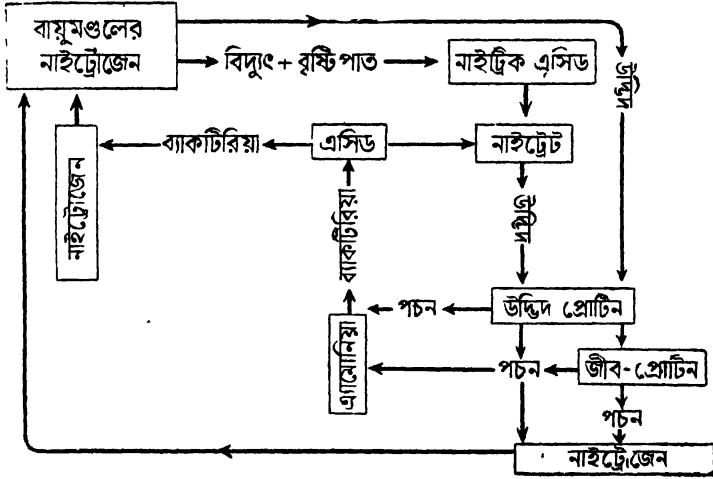 বায়ুমণ্ডলের
নাইট্রোজেন
বিদ্যুৎ + বৃষ্টিপাত
নাইট্রিক এসিড
উদ্ভিদ
নাইট্রোজেন
ব্যাকটিরিয়া
এসিড
নাইট্রেট
ব্যাকটিরিয়া
উদ্ভিদ
পচন
উদ্ভিদ প্রোটিন
এ্যামোনিয়া
পচন
জীব-প্রোটিন
পচন
নাইট্রোজেন